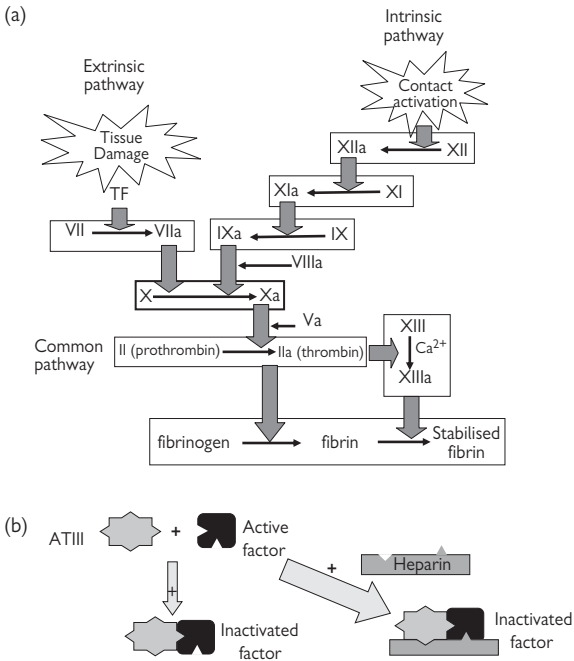 (a)
Intrinsic
pathway
Extrinsic
pathway
Contact
activation
Tissue
Damage
XIIa
XII
TF
XIa
XI
VII
VIIa
IXa
IX
VIIIa
X
Xa
Va
Common
pathway
II (prothrombin)
IIa (thrombin)
XIII
Ca²⁺
XIIIa
fibrinogen
fibrin
Stabilised
fibrin
(b)
ATIII
+
Active
factor
+
Heparin
+
Inactivated
factor
Inactivated
factor